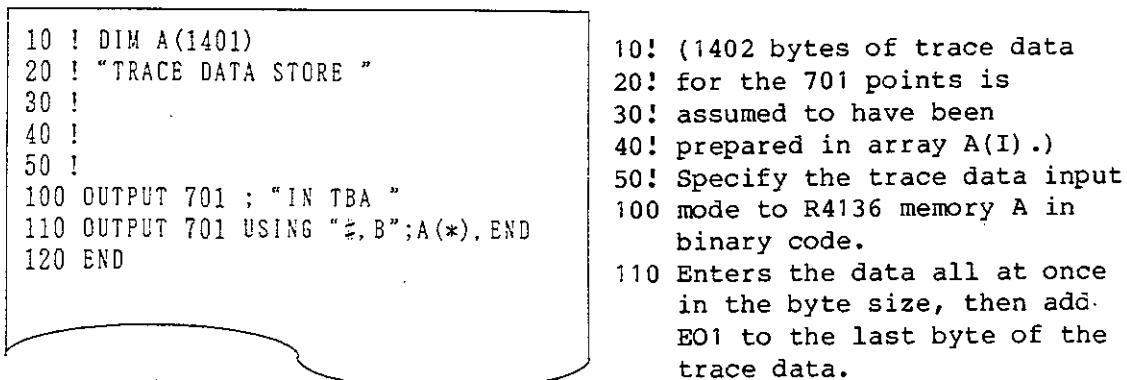 10 ! DIM A(1401)
20 ! "TRACE DATA STORE "
30 !
40 !
50 !
100 OUTPUT 701 ; "IN TBA "
110 OUTPUT 701 USING "#,B";A(*),END
120 END
10! (1402 bytes of trace data
20! for the 701 points is
30! assumed to have been
40! prepared in array A(I).)
50! Specify the trace data input
100 mode to R4136 memory A in
binary code.
110 Enters the data all at once
in the byte size, then add
EO1 to the last byte of the
trace data.